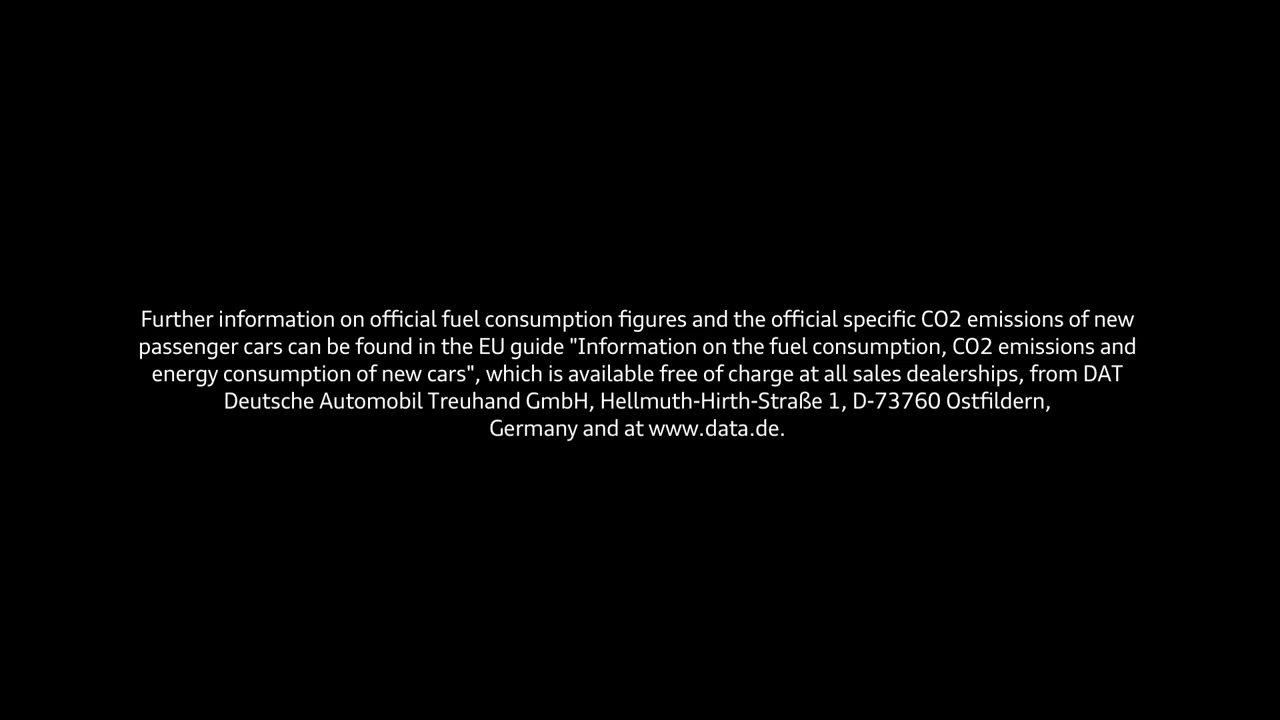 Further information on official fuel consumption figures and the official specific CO2 emissions of new
passenger cars can be found in the EU guide "Information on the fuel consumption, CO2 emissions and
energy consumption of new cars", which is available free of charge at all sales dealerships, from DAT
Deutsche Automobil Treuhand GmbH, Hellmuth-Hirth-Straße 1, D-73760 Ostfildern,
Germany and at www.data.de.